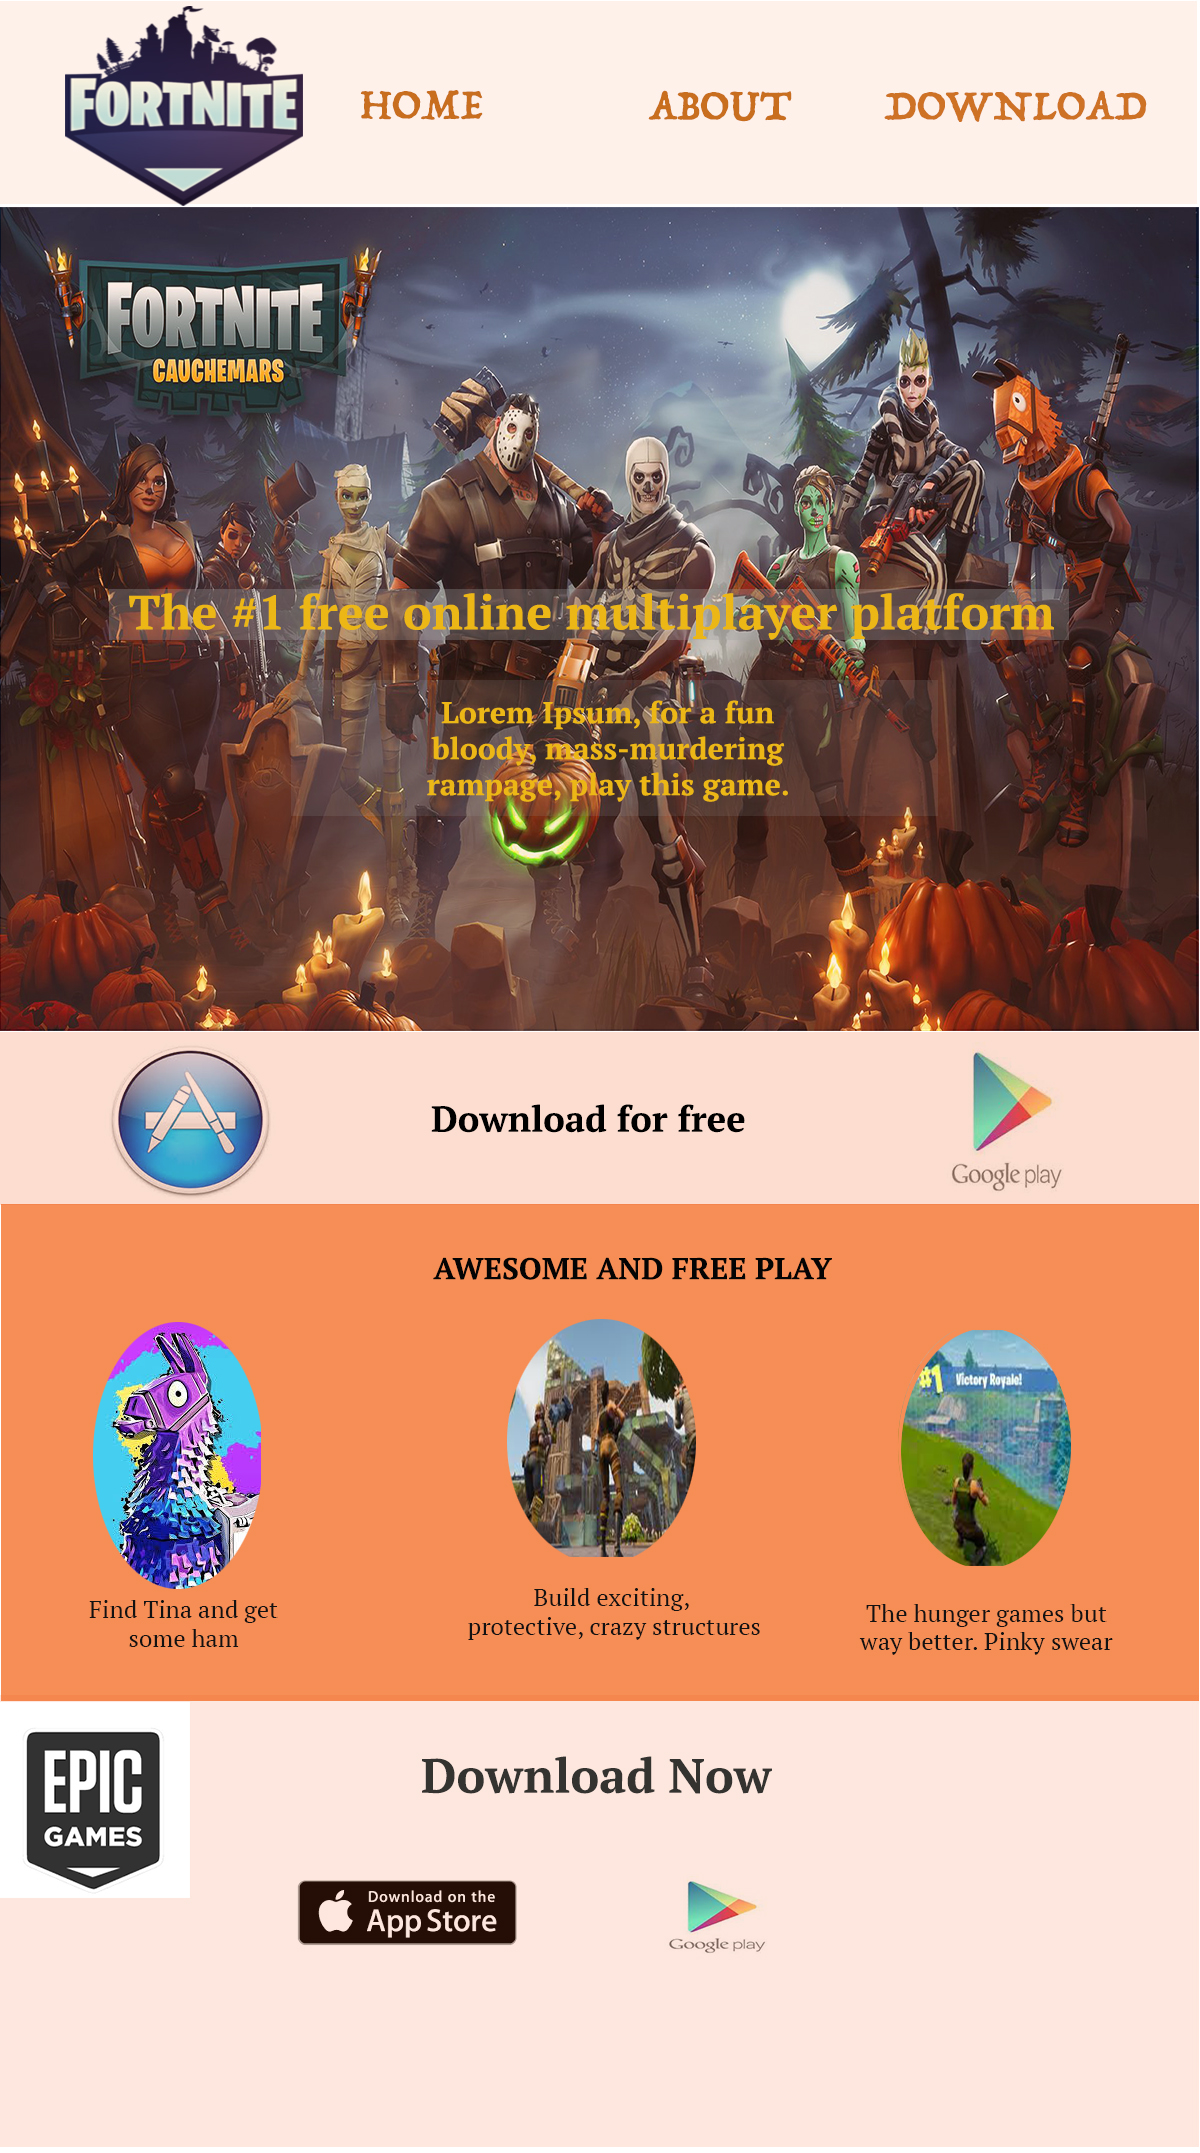 FORTNITE
HOME
ABOUT
DOWNLOAD
FORTNITE
CAUCHEMARS
The #1 free online multiplayer platform
Lorem Ipsum, for a fun
bloody, mass-murdering
rampage, play this game.
Download for free
Google play
AWESOME AND FREE PLAY
#1 Victory Royale!
Find Tina and get
some ham
Build exciting,
protective, crazy structures
The hunger games but
way better. Pinky swear
EPIC
GAMES
Download Now
Download on the
App Store
Google play